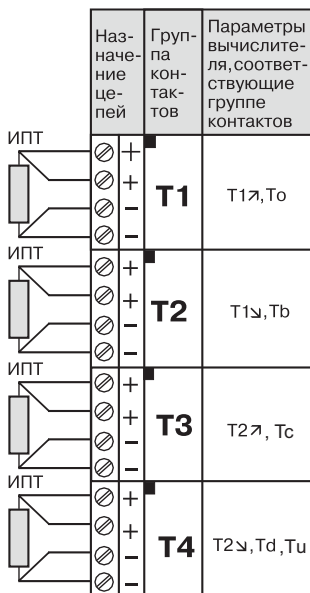 Наз-
наче-
ние
це-
пей
Груп-
па
кон-
так-
тов
Параметры
вычислите-
ля,соответ-
ствующие
группе
контактов
ИПТ
+
+
−
−
T1
T1↗,To
ИПТ
+
+
−
−
T2
T1↘,Tb
ИПТ
+
+
−
−
T3
T2↗, Tc
ИПТ
+
+
−
−
T4
T2↘,Td,Tu